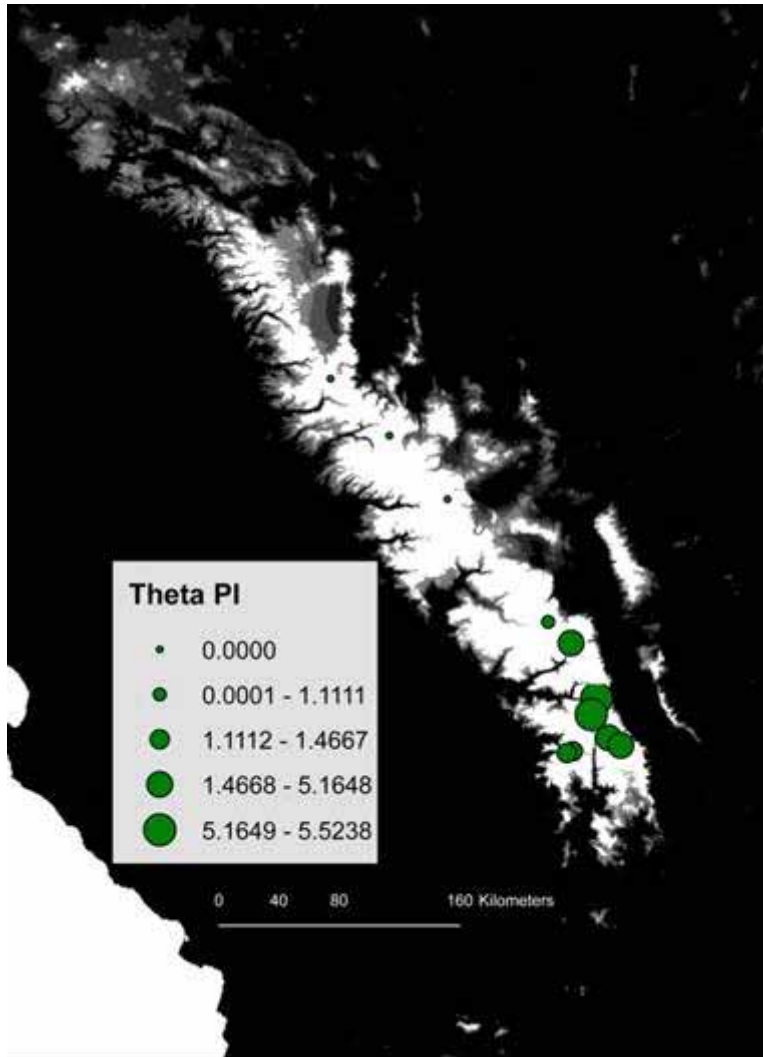 Theta PI
0.0000
0.0001 - 1.1111
1.1112 - 1.4667
1.4668 - 5.1648
5.1649 - 5.5238
0 40 80 160 Kilometers